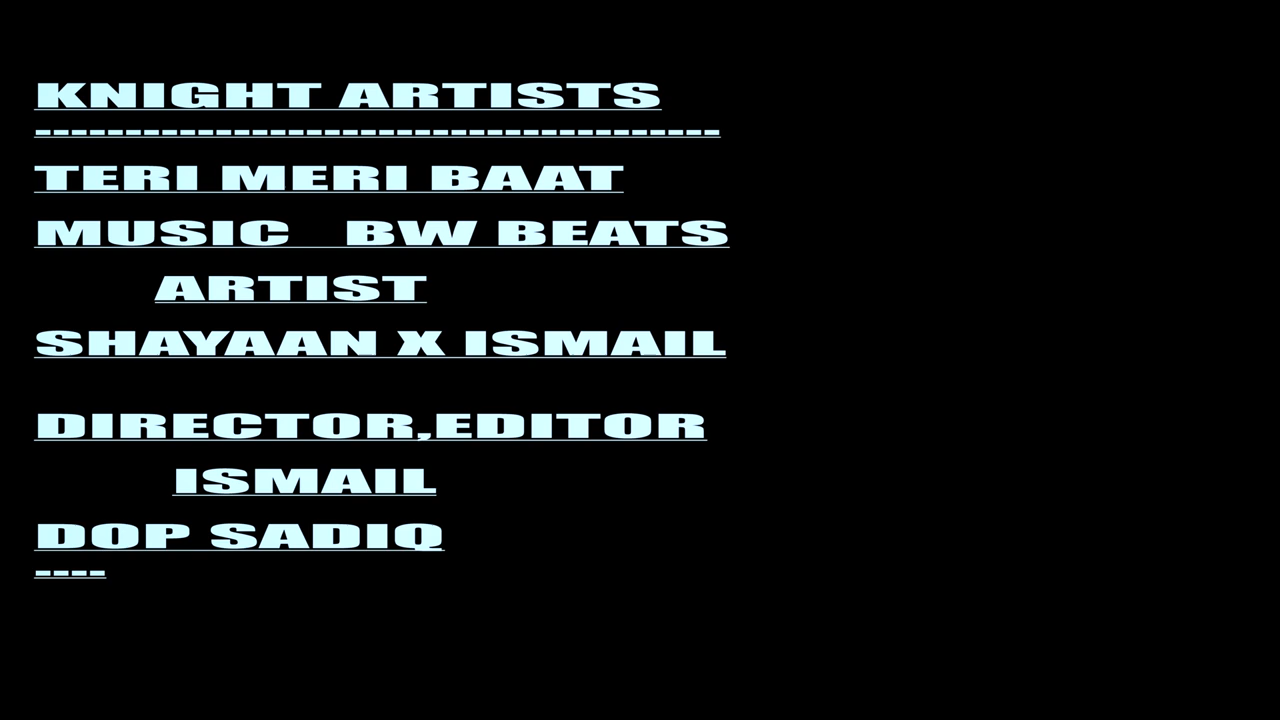 KNIGHT ARTISTS
--------------------------------------
TERI MERI BAAT
MUSIC   BW BEATS
ARTIST
SHAYAAN X ISMAIL
DIRECTOR,EDITOR
ISMAIL
DOP SADIQ
----